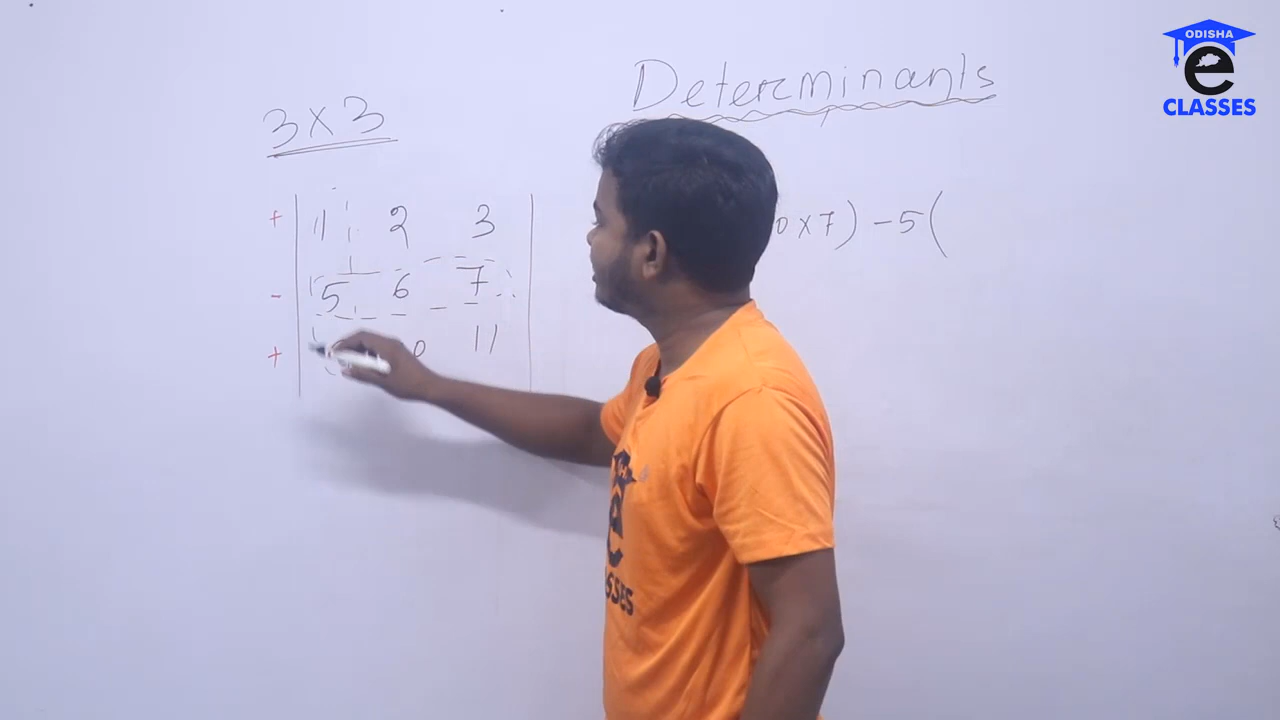 ODISHA
e
CLASSES
Determinants
3×3
+ 1 2 3
0×7) -5(
- 5 6 7
+ 0 11